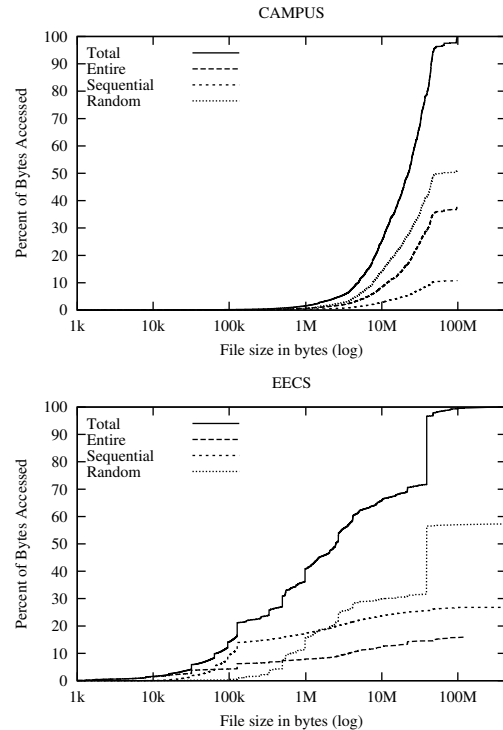 CAMPUS
Percent of Bytes Accessed
100
90
80
70
60
50
40
30
20
10
0
Total
Entire
Sequential
Random
1k 10k 100k 1M 10M 100M
File size in bytes (log)
EECS
Percent of Bytes Accessed
100
90
80
70
60
50
40
30
20
10
0
Total
Entire
Sequential
Random
1k 10k 100k 1M 10M 100M
File size in bytes (log)